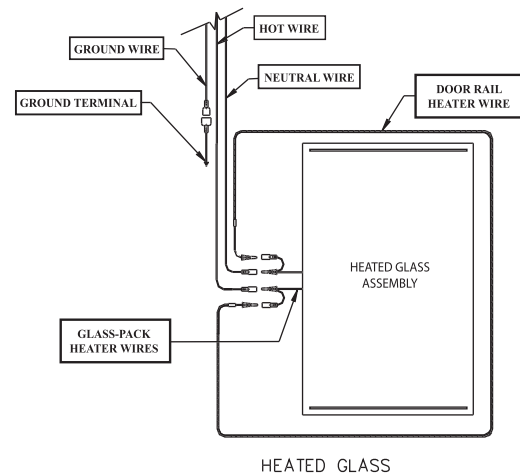 HOT WIRE
GROUND WIRE
NEUTRAL WIRE
DOOR RAIL
HEATER WIRE
GROUND TERMINAL
HEATED GLASS
ASSEMBLY
GLASS-PACK
HEATER WIRES
HEATED GLASS